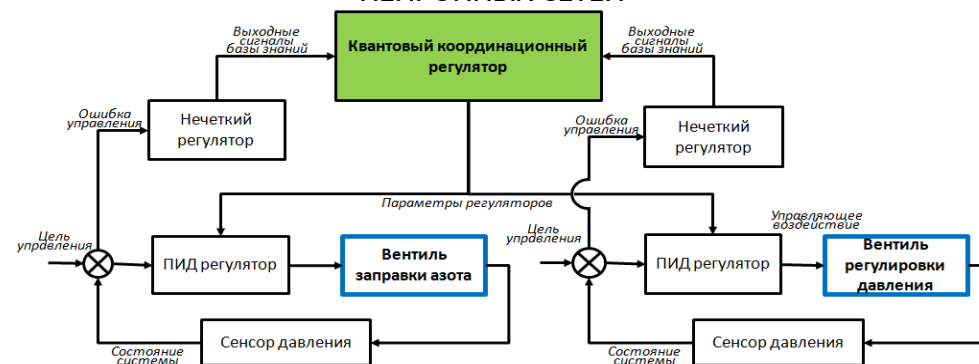 Выходные
сигналы
базы знаний
Квантовый координационный
регулятор
Выходные
сигналы
базы знаний
Ошибка
управления
Нечеткий
регулятор
Ошибка
управления
Нечеткий
регулятор
Параметры регуляторов
Цель
управления
ПИД регулятор
Вентиль
заправки азота
Цель
управления
ПИД регулятор
Управляющее
воздействие
Вентиль
регулировки
давления
Состояние
системы
Сенсор давления
Состояние
системы
Сенсор давления